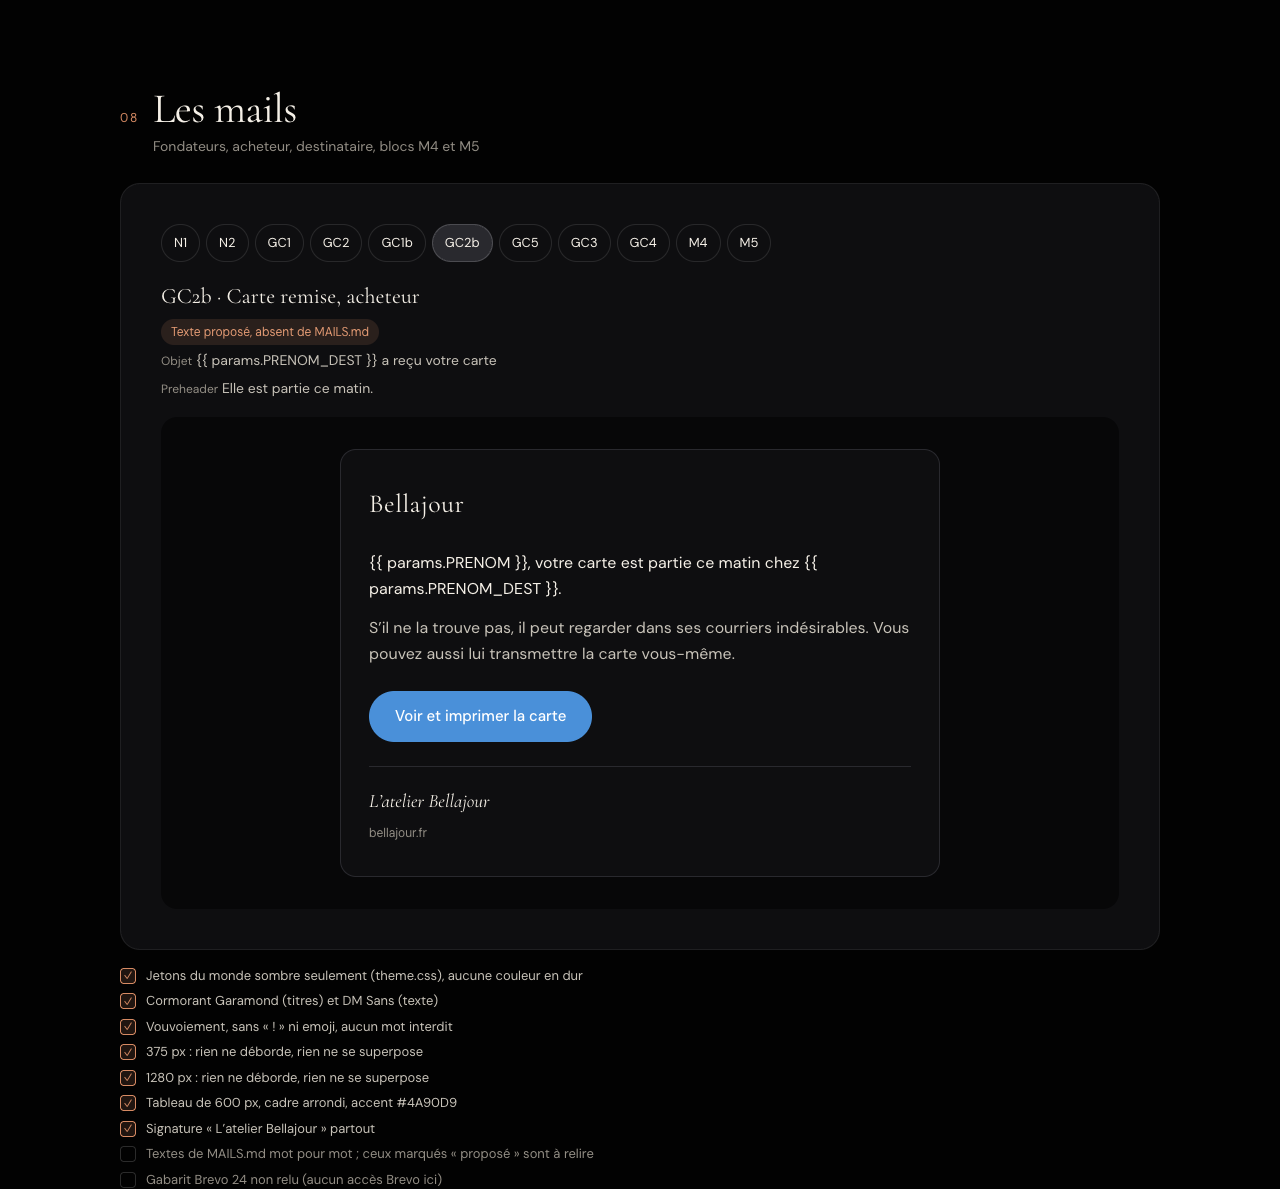 08 Les mails
Fondateurs, acheteur, destinataire, blocs M4 et M5
N1 N2 GC1 GC2 GC1b GC2b GC5 GC3 GC4 M4 M5
GC2b · Carte remise, acheteur
Texte proposé, absent de MAILS.md
Objet {{ params.PRENOM_DEST }} a reçu votre carte
Preheader Elle est partie ce matin.
Bellajour
{{ params.PRENOM }}, votre carte est partie ce matin chez {{
params.PRENOM_DEST }}.
S’il ne la trouve pas, il peut regarder dans ses courriers indésirables. Vous
pouvez aussi lui transmettre la carte vous-même.
Voir et imprimer la carte
L’atelier Bellajour
bellajour.fr
Jetons du monde sombre seulement (theme.css), aucune couleur en dur
Cormorant Garamond (titres) et DM Sans (texte)
Vouvoiement, sans « ! » ni emoji, aucun mot interdit
375 px : rien ne déborde, rien ne se superpose
1280 px : rien ne déborde, rien ne se superpose
Tableau de 600 px, cadre arrondi, accent #4A90D9
Signature « L’atelier Bellajour » partout
Textes de MAILS.md mot pour mot ; ceux marqués « proposé » sont à relire
Gabarit Brevo 24 non relu (aucun accès Brevo ici)